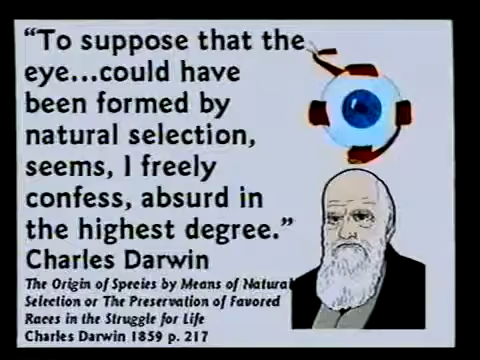 “To suppose that the
eye...could have
been formed by
natural selection,
seems, I freely
confess, absurd in
the highest degree.”
Charles Darwin
The Origin of Species by Means of Natural
Selection or The Preservation of Favored
Races in the Struggle for Life
Charles Darwin 1859 p. 217